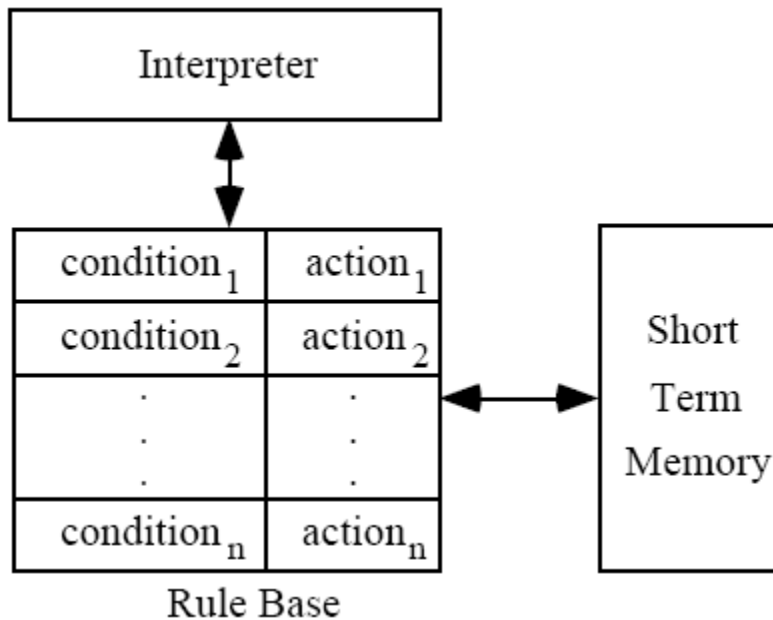 Interpreter
condition₁ action₁
condition₂ action₂
. .
. .
. .
conditionₙ actionₙ
Rule Base
Short
Term
Memory